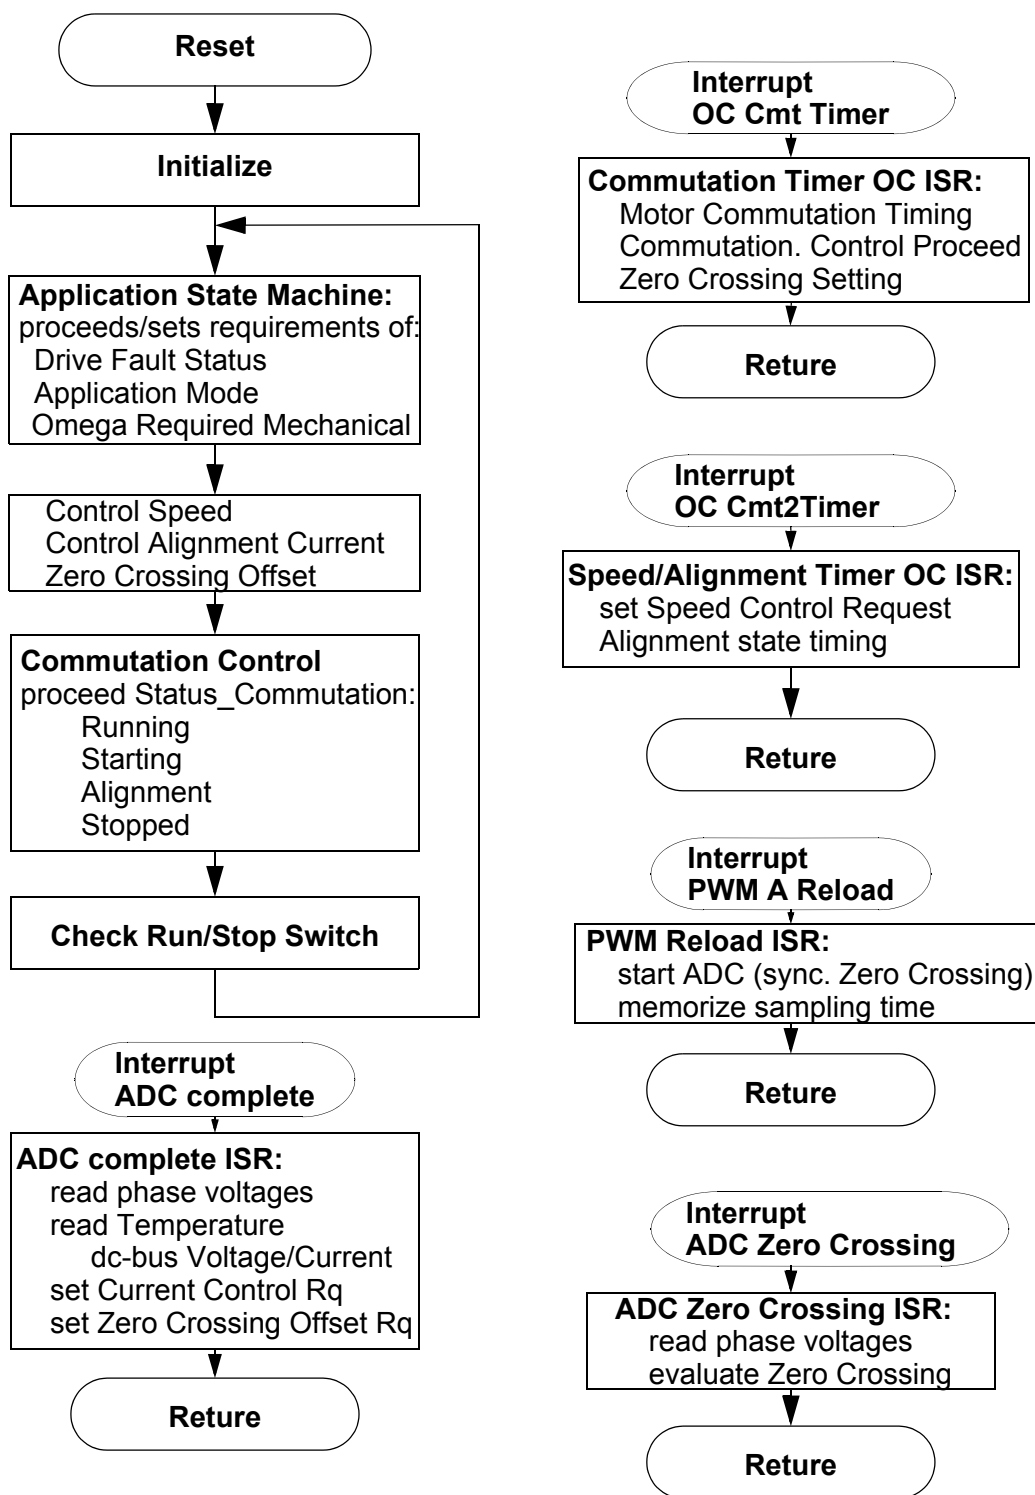 Reset
Initialize
Application State Machine:
proceeds/sets requirements of:
Drive Fault Status
Application Mode
Omega Required Mechanical
Control Speed
Control Alignment Current
Zero Crossing Offset
Commutation Control
proceed Status_Commutation:
Running
Starting
Alignment
Stopped
Check Run/Stop Switch
Interrupt
ADC complete
ADC complete ISR:
read phase voltages
read Temperature
dc-bus Voltage/Current
set Current Control Rq
set Zero Crossing Offset Rq
Reture
Interrupt
OC Cmt Timer
Commutation Timer OC ISR:
Motor Commutation Timing
Commutation. Control Proceed
Zero Crossing Setting
Reture
Interrupt
OC Cmt2Timer
Speed/Alignment Timer OC ISR:
set Speed Control Request
Alignment state timing
Reture
Interrupt
PWM A Reload
PWM Reload ISR:
start ADC (sync. Zero Crossing)
memorize sampling time
Reture
Interrupt
ADC Zero Crossing
ADC Zero Crossing ISR:
read phase voltages
evaluate Zero Crossing
Reture